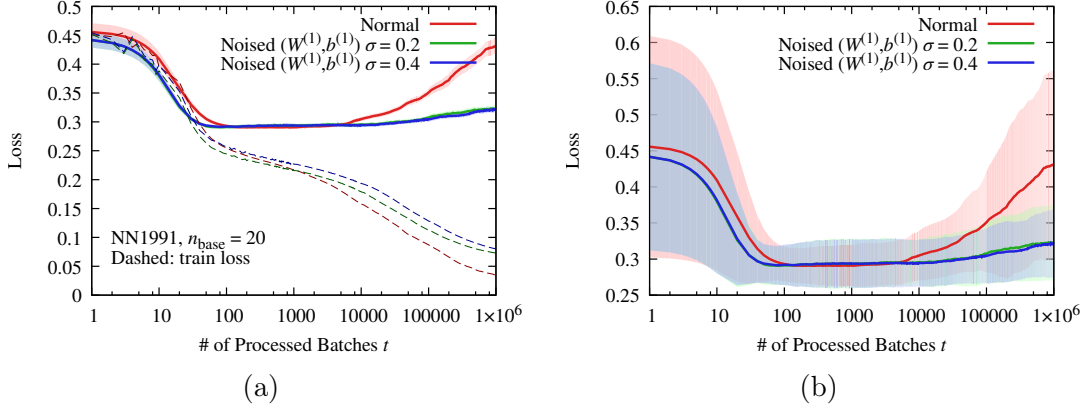 0.5
0.45
0.4
0.35
0.3
0.25
0.2
0.15
0.1
0.05
0
Loss
Normal
Noised (W⁽¹⁾,b⁽¹⁾) σ = 0.2
Noised (W⁽¹⁾,b⁽¹⁾) σ = 0.4
NN1991, n_base = 20
Dashed: train loss
1 10 100 1000 10000 100000 1×10⁶
# of Processed Batches t
(a)
0.65
0.6
0.55
0.5
0.45
0.4
0.35
0.3
0.25
Loss
Normal
Noised (W⁽¹⁾,b⁽¹⁾) σ = 0.2
Noised (W⁽¹⁾,b⁽¹⁾) σ = 0.4
1 10 100 1000 10000 100000 1×10⁶
# of Processed Batches t
(b)